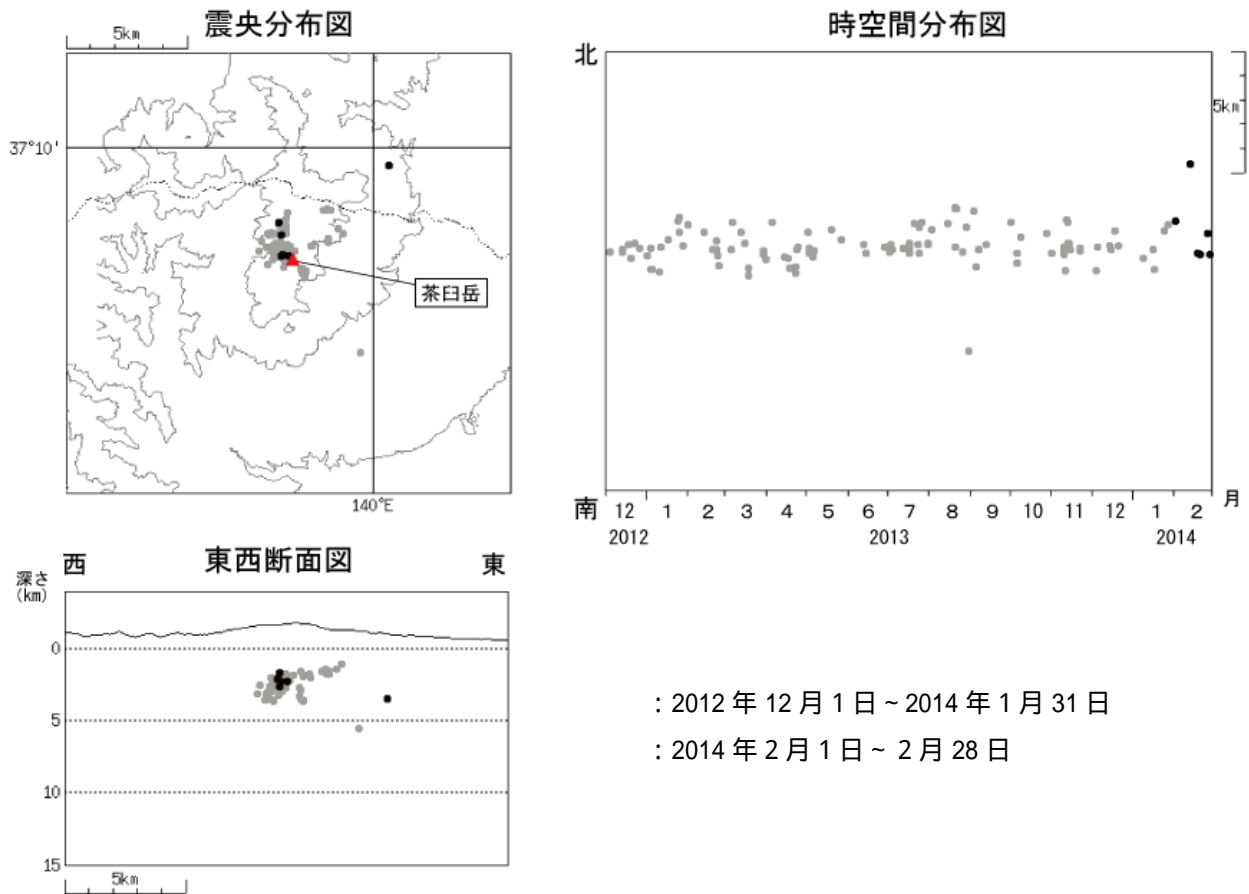 震央分布図
5km
37°10'
茶臼岳
140°E
時空間分布図
北
5km
南
12 1 2 3 4 5 6 7 8 9 10 11 12 1 2 月
2012 2013 2014
東西断面図
西 東
深さ
(km)
0
5
10
15
5km
：2012 年 12 月 1 日 ~ 2014 年 1 月 31 日
：2014 年 2 月 1 日 ~ 2 月 28 日